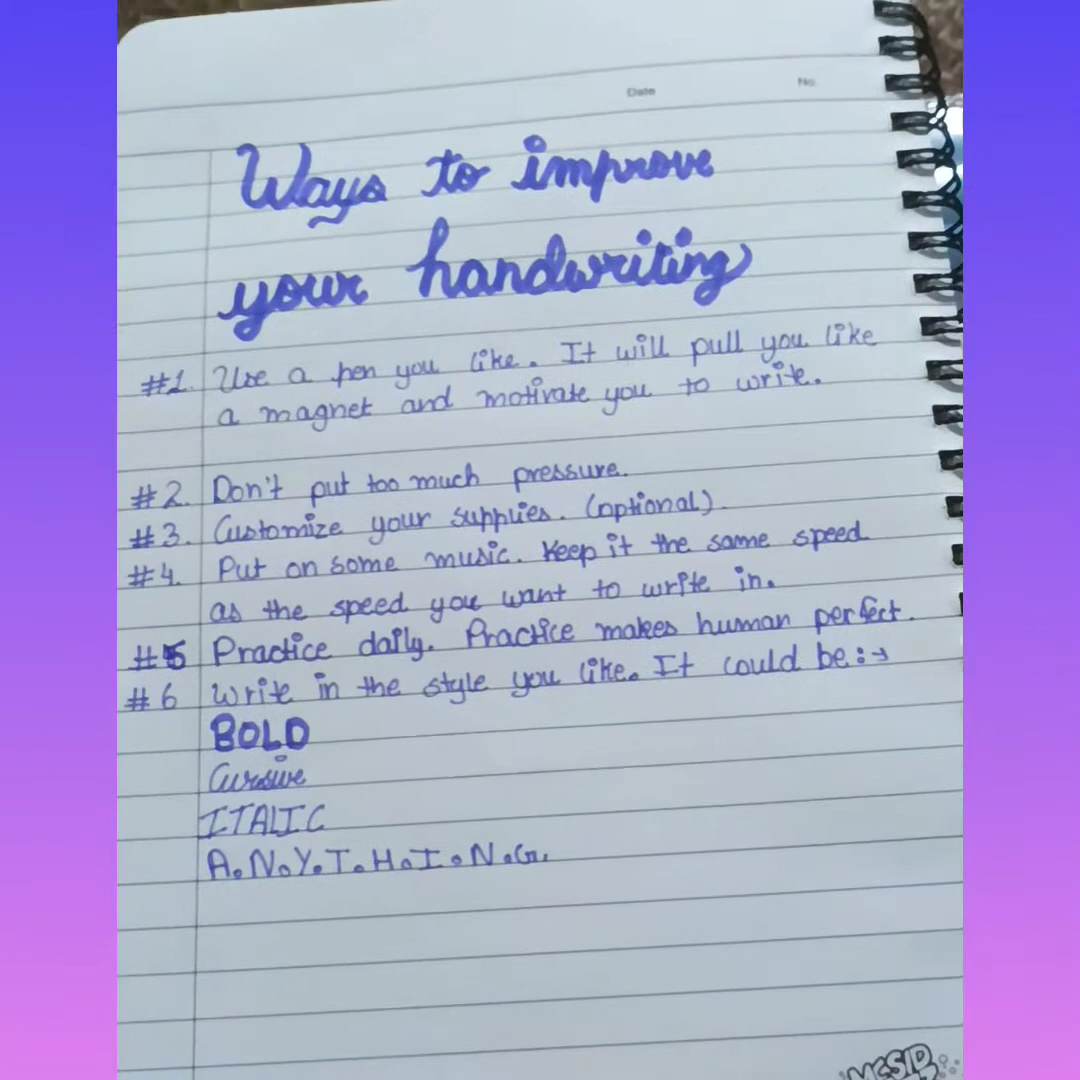 Date No.
Ways to improve
your handwriting
#1. Use a pen you like. It will pull you like
a magnet and motivate you to write.
#2. Don't put too much pressure.
#3. Customize your supplies. (optional).
#4. Put on some music. Keep it the same speed
as the speed you want to write in.
#5 Practice daily. Practice makes human perfect.
#6 Write in the style you like. It could be:→
BOLD
Cursive
ITALIC
A.N.Y.T.H.I.N.G.